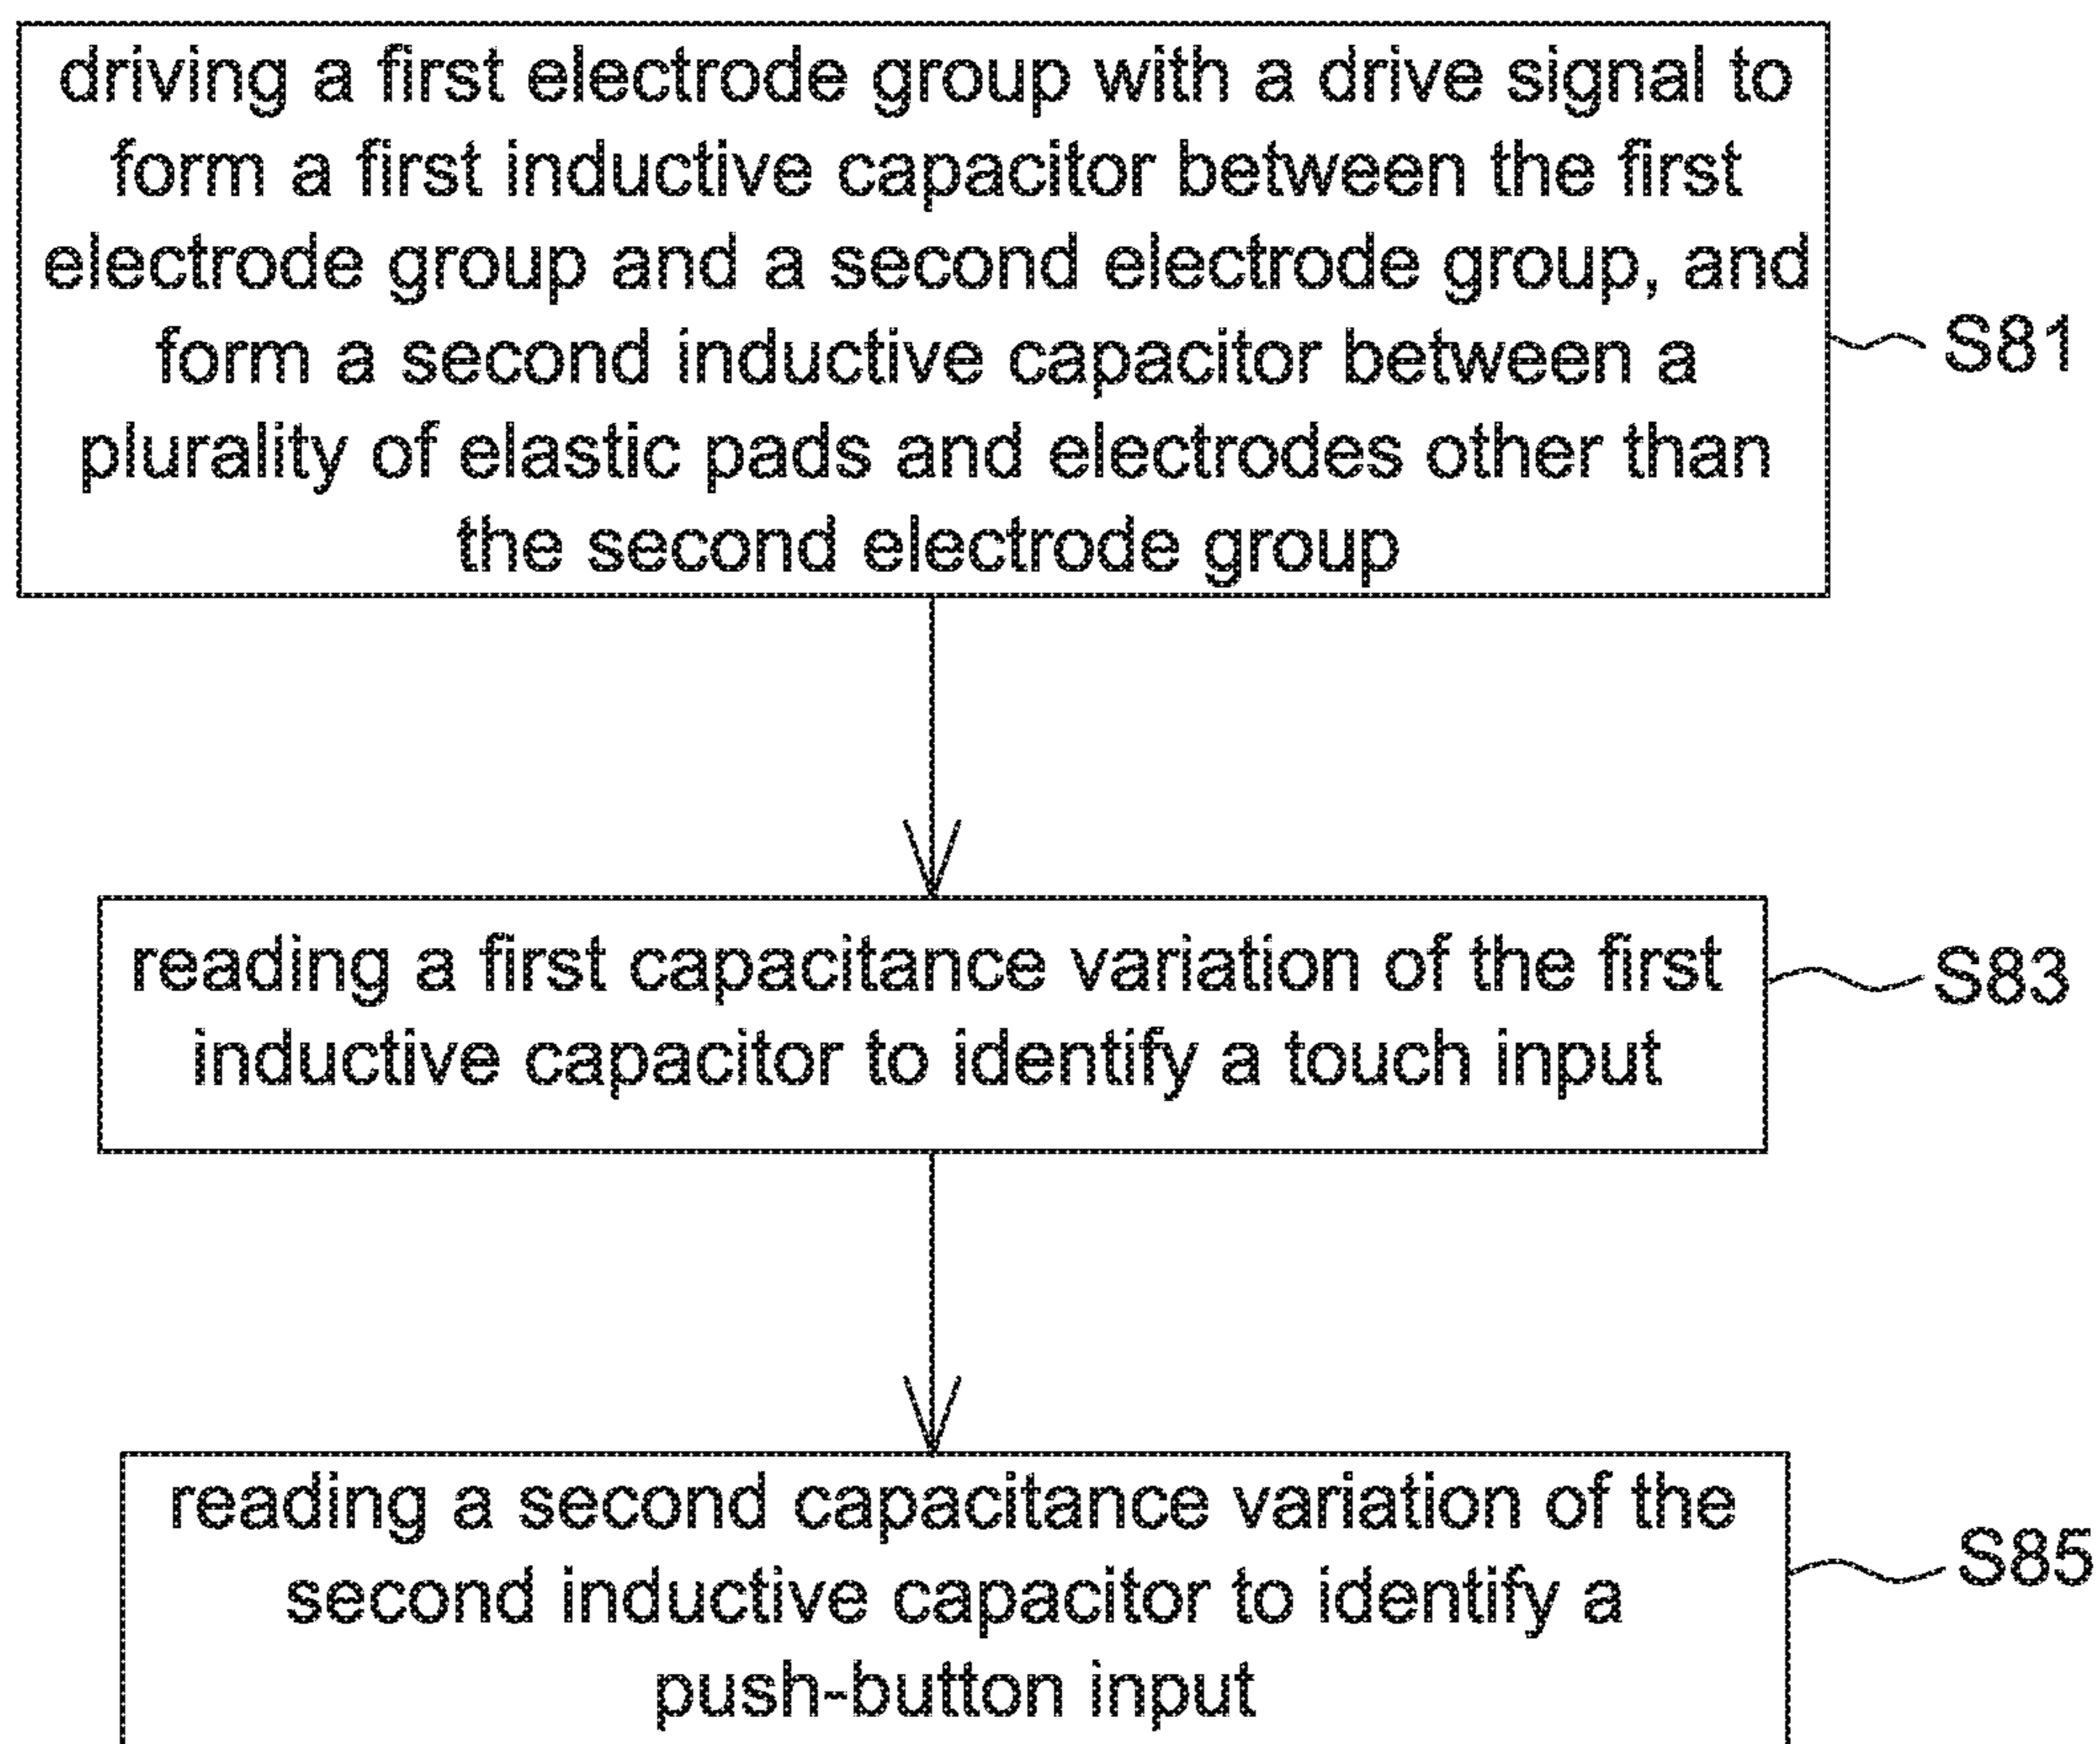 driving a first electrode group with a drive signal to
form a first inductive capacitor between the first
electrode group and a second electrode group, and
form a second inductive capacitor between a
plurality of elastic pads and electrodes other than
the second electrode group
S81
reading a first capacitance variation of the first
inductive capacitor to identify a touch input
S83
reading a second capacitance variation of the
second inductive capacitor to identify a
push-button input
S85